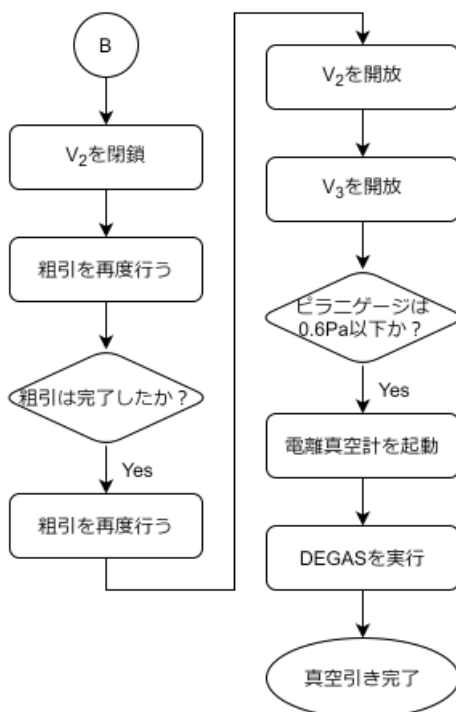 B
V₂を閉鎖
粗引を再度行う
粗引は完了したか？
Yes
粗引を再度行う
V₂を開放
V₃を開放
ピラニゲージは
0.6Pa以下か？
Yes
電離真空計を起動
DEGASを実行
真空引き完了